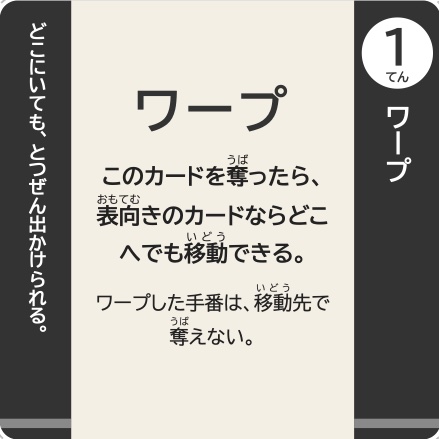 1
てん
ワープ
ワープ
このカードを奪ったら、
表向きのカードならどこ
へでも移動できる。
ワープした手番は、移動先で
奪えない。
どこにいても、とつぜん出かけられる。